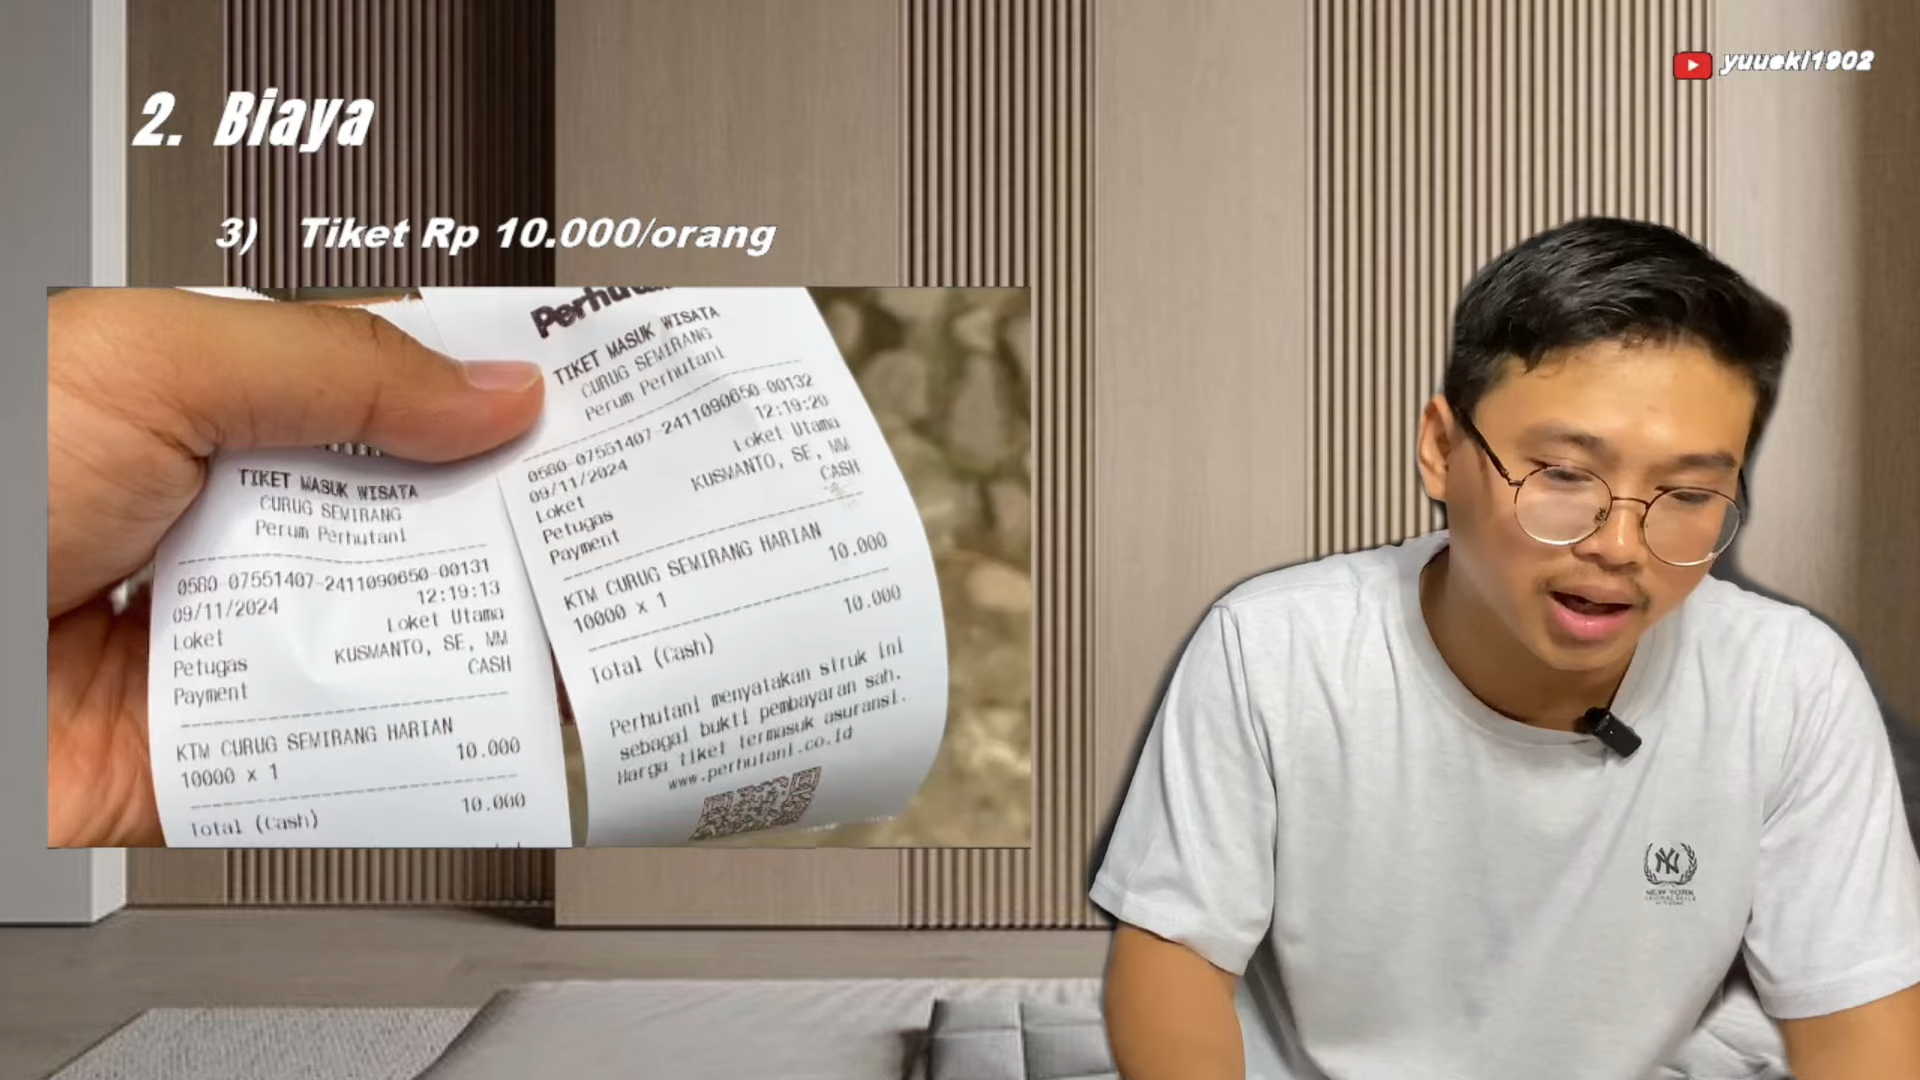 yuueki1902
2. Biaya
3) Tiket Rp 10.000/orang
TIKET MASUK WISATA
CURUG SEMIRANG
Perum Perhutani
0580-07551407-2411090650-00131
09/11/2024 12:19:13
Loket Loket Utama
Petugas KUSMANTO, SE, MM
Payment CASH
KTM CURUG SEMIRANG HARIAN
10000 x 1 10.000
Total (Cash) 10.000
TIKET MASUK WISATA
CURUG SEMIRANG
Perum Perhutani
0580-07551407-2411090650-00132
09/11/2024 12:19:20
Loket Loket Utama
Petugas KUSMANTO, SE, MM
Payment CASH
KTM CURUG SEMIRANG HARIAN
10000 x 1 10.000
Total (Cash) 10.000
Perhutani menyatakan struk ini
sebagai bukti pembayaran sah.
Harga tiket termasuk asuransi.
www.perhutani.co.id
NY
NEW YORK